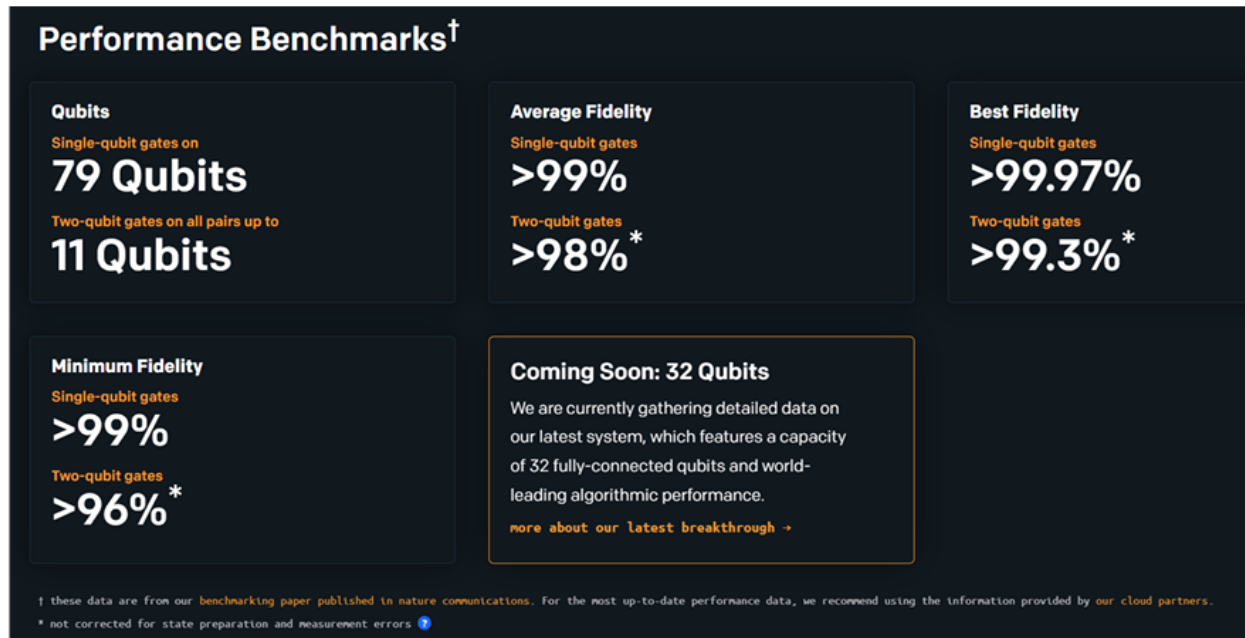 Performance Benchmarks†
Qubits
Single-qubit gates on
79 Qubits
Two-qubit gates on all pairs up to
11 Qubits
Average Fidelity
Single-qubit gates
>99%
Two-qubit gates
>98%*
Best Fidelity
Single-qubit gates
>99.97%
Two-qubit gates
>99.3%*
Minimum Fidelity
Single-qubit gates
>99%
Two-qubit gates
>96%*
Coming Soon: 32 Qubits
We are currently gathering detailed data on
our latest system, which features a capacity
of 32 fully-connected qubits and world-
leading algorithmic performance.
more about our latest breakthrough →
† these data are from our benchmarking paper published in nature communications. For the most up-to-date performance data, we recommend using the information provided by our cloud partners.
* not corrected for state preparation and measurement errors ?